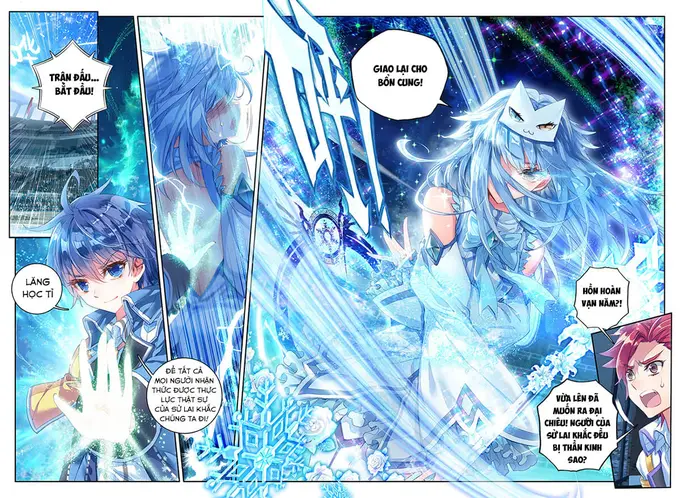 TRẬN ĐẤU...
BẮT ĐẦU!
LĂNG
HỌC TỈ
ĐỂ TẤT CẢ
MỌI NGƯỜI NHẬN
THỨC ĐƯỢC THỰC
LỰC THẬT SỰ
CỦA SỬ LAI KHẮC
CHÚNG TA ĐI!
GIAO LẠI CHO
BỔN CUNG!
HỒN HOÀN
VẠN NĂM?!
VỪA LÊN ĐÃ
MUỐN RA ĐẠI
CHIÊU! NGƯỜI CỦA
SỬ LAI KHẮC ĐỀU
BỊ THẦN KINH
SAO?